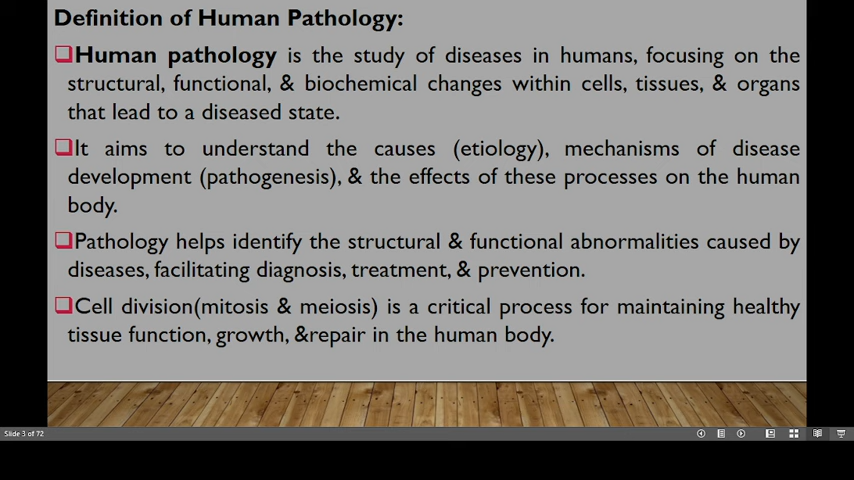 Definition of Human Pathology:
❑Human pathology is the study of diseases in humans, focusing on the
structural, functional, & biochemical changes within cells, tissues, & organs
that lead to a diseased state.
❑It aims to understand the causes (etiology), mechanisms of disease
development (pathogenesis), & the effects of these processes on the human
body.
❑Pathology helps identify the structural & functional abnormalities caused by
diseases, facilitating diagnosis, treatment, & prevention.
❑Cell division(mitosis & meiosis) is a critical process for maintaining healthy
tissue function, growth, &repair in the human body.
Slide 3 of 72